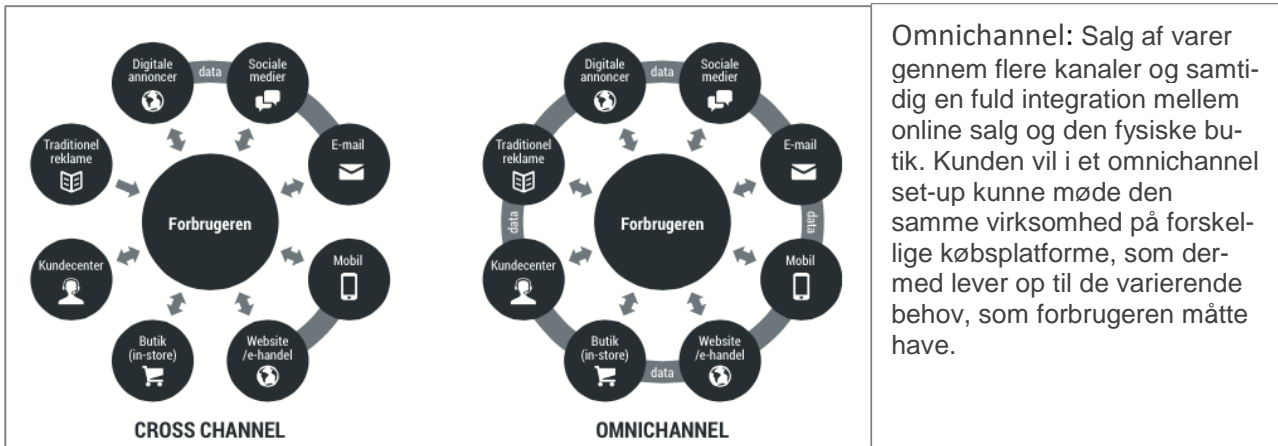 Digitale
annoncer
data
Sociale
medier
Traditionel
reklame
E-mail
Forbrugeren
Kundecenter
Mobil
Butik
(in-store)
Website
/e-handel
CROSS CHANNEL
Digitale
annoncer
data
Sociale
medier
Traditionel
reklame
E-mail
data
Forbrugeren
data
Kundecenter
Mobil
Butik
(in-store)
data
Website
/e-handel
OMNICHANNEL
Omnichannel: Salg af varer
gennem flere kanaler og samti-
dig en fuld integration mellem
online salg og den fysiske bu-
tik. Kunden vil i et omnichannel
set-up kunne møde den
samme virksomhed på forskel-
lige købsplatforme, som der-
med lever op til de varierende
behov, som forbrugeren måtte
have.